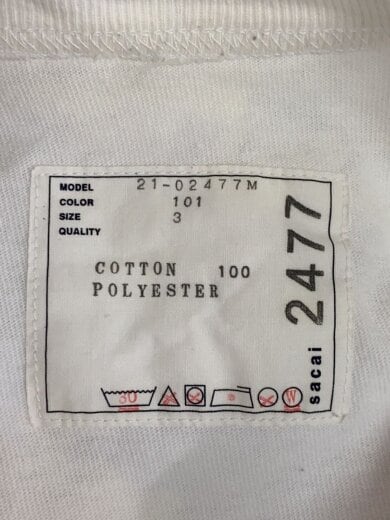 MODEL 21-02477M
COLOR 101
SIZE 3
QUALITY
COTTON 100
POLYESTER
30
W
sacai 2477